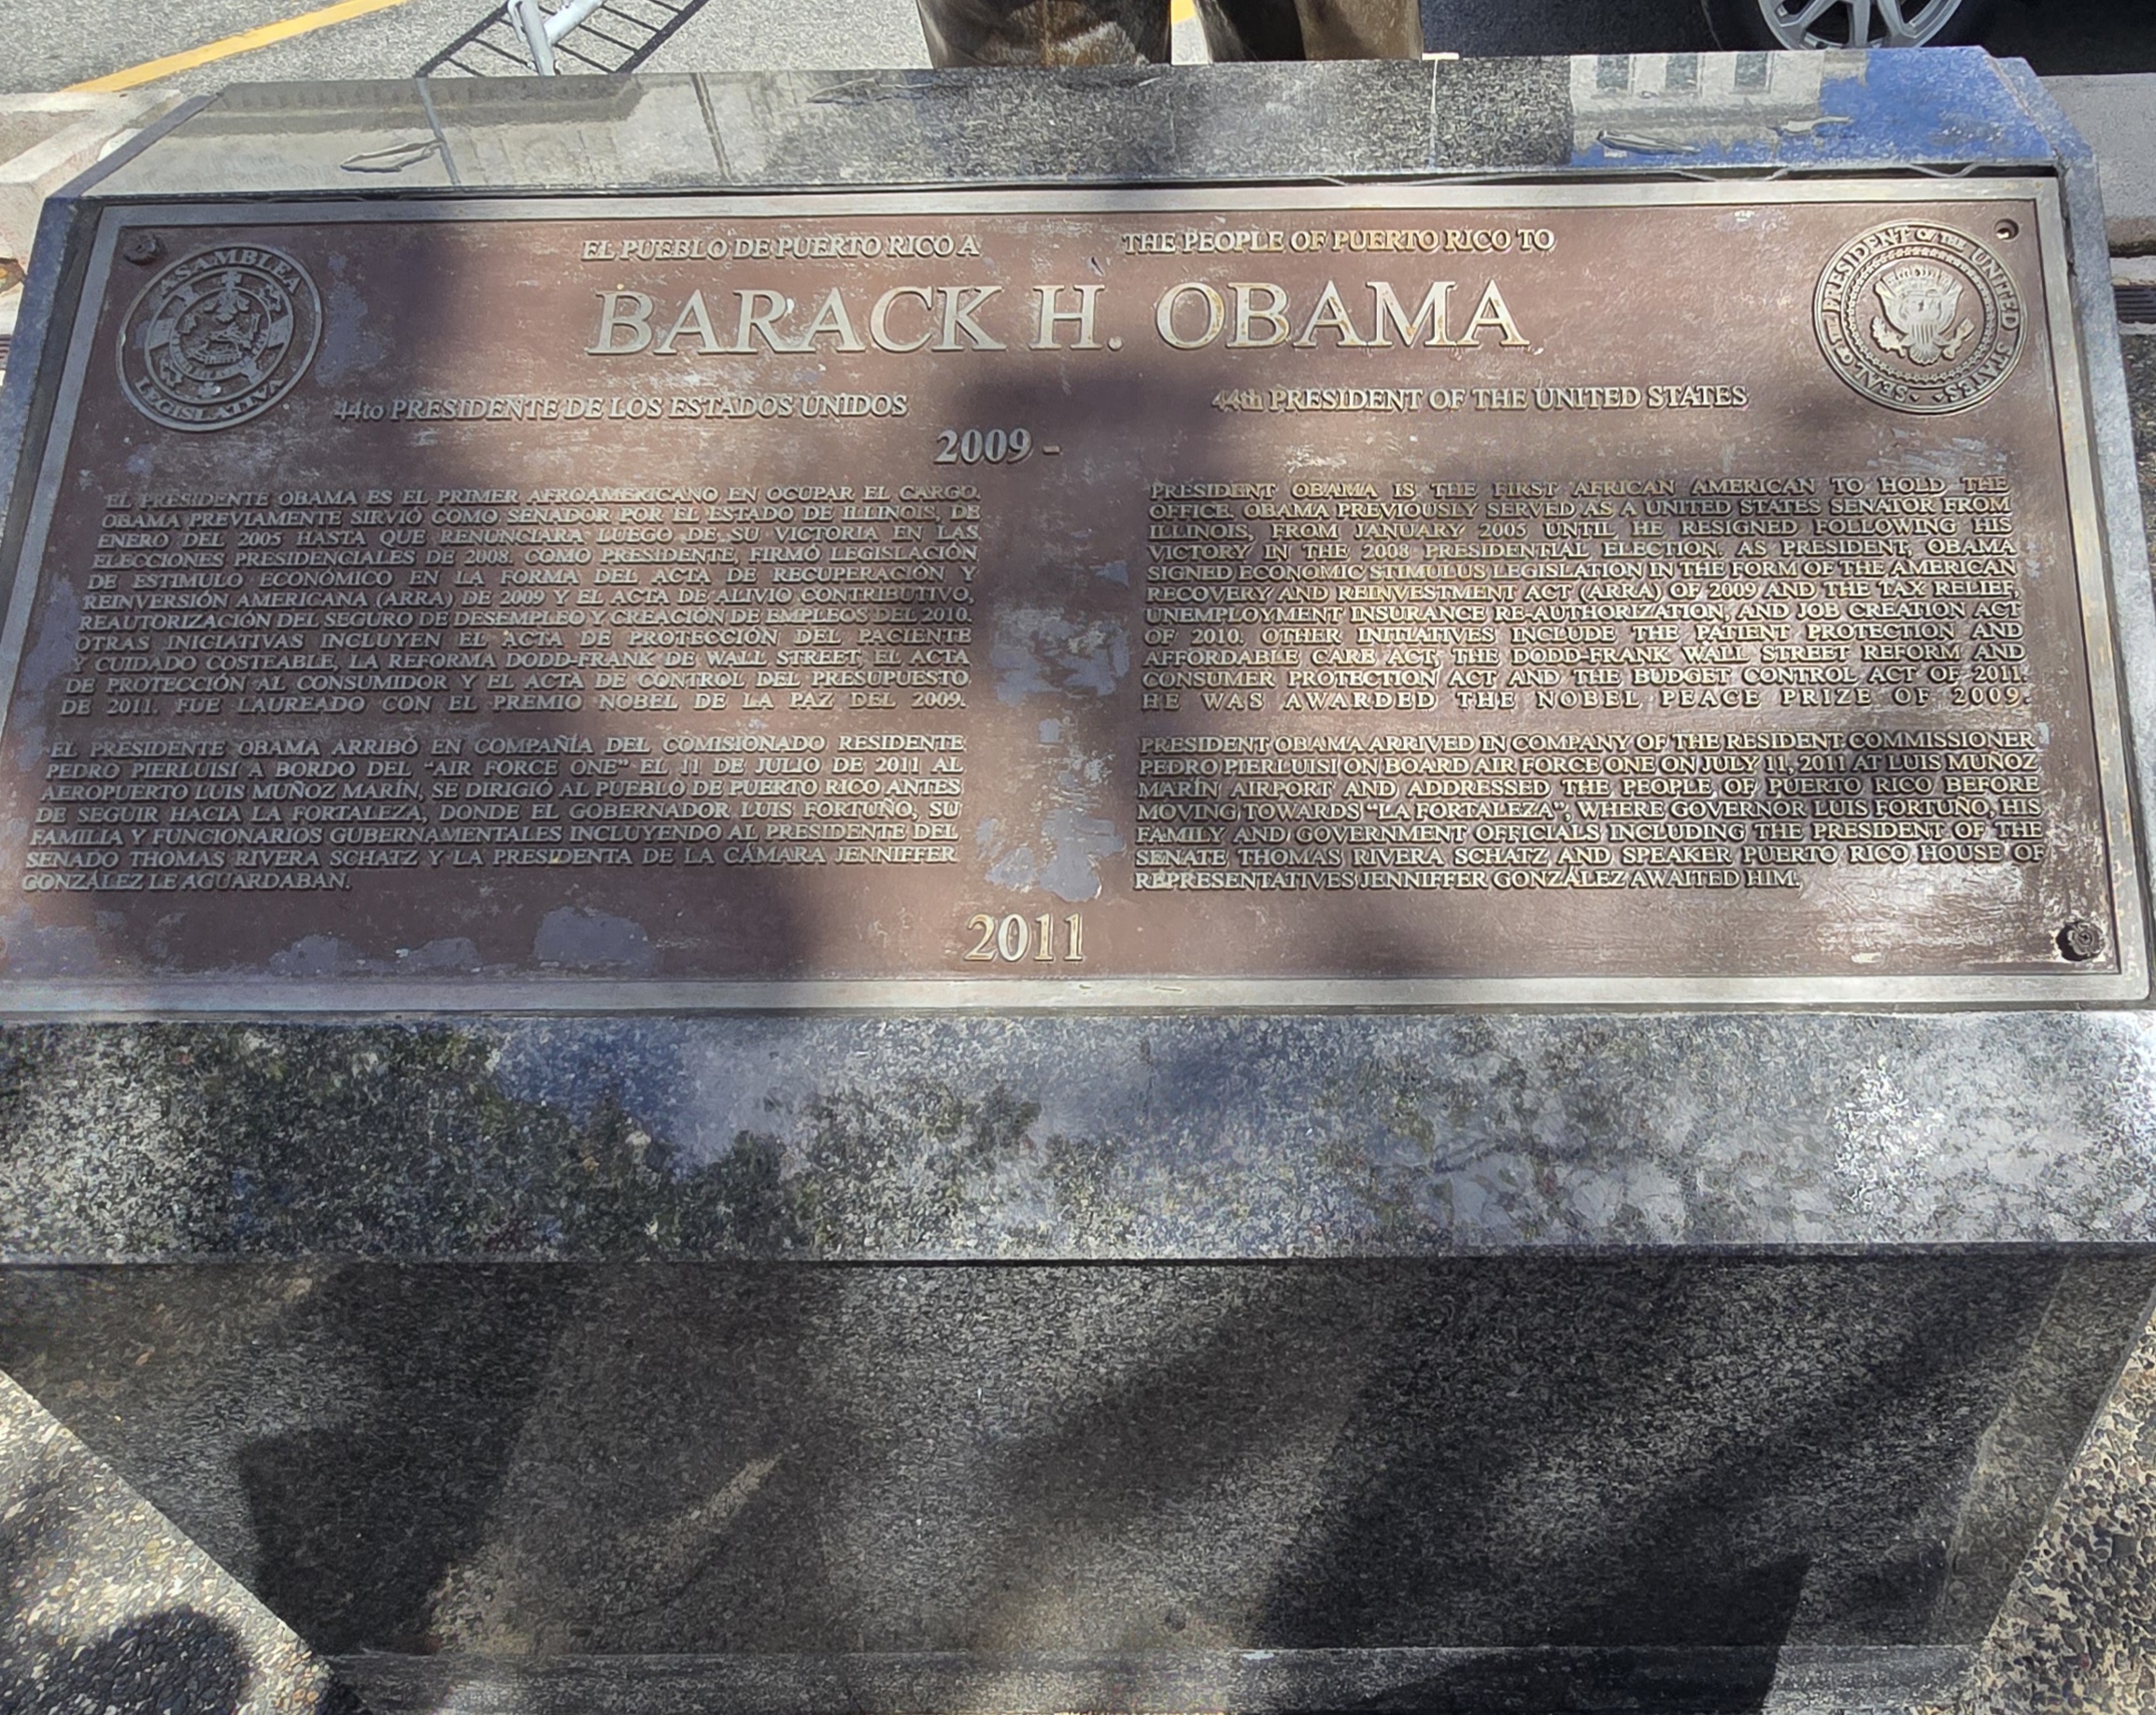 EL PUEBLO DE PUERTO RICO A
THE PEOPLE OF PUERTO RICO TO
BARACK H. OBAMA
44to PRESIDENTE DE LOS ESTADOS UNIDOS
44th PRESIDENT OF THE UNITED STATES
2009 -
ASAMBLEA
LEGISLATIVA
SEAL OF THE PRESIDENT OF THE UNITED STATES
EL PRESIDENTE OBAMA ES EL PRIMER AFROAMERICANO EN OCUPAR EL CARGO.
OBAMA PREVIAMENTE SIRVIÓ COMO SENADOR POR EL ESTADO DE ILLINOIS, DE
ENERO DEL 2005 HASTA QUE RENUNCIARA LUEGO DE SU VICTORIA EN LAS
ELECCIONES PRESIDENCIALES DE 2008. COMO PRESIDENTE, FIRMÓ LEGISLACIÓN
DE ESTIMULO ECONÓMICO EN LA FORMA DEL ACTA DE RECUPERACIÓN Y
REINVERSIÓN AMERICANA (ARRA) DE 2009 Y EL ACTA DE ALIVIO CONTRIBUTIVO,
REAUTORIZACIÓN DEL SEGURO DE DESEMPLEO Y CREACIÓN DE EMPLEOS DEL 2010.
OTRAS INICIATIVAS INCLUYEN EL ACTA DE PROTECCIÓN DEL PACIENTE
Y CUIDADO COSTEABLE, LA REFORMA DODD-FRANK DE WALL STREET, EL ACTA
DE PROTECCIÓN AL CONSUMIDOR Y EL ACTA DE CONTROL DEL PRESUPUESTO
DE 2011. FUE LAUREADO CON EL PREMIO NOBEL DE LA PAZ DEL 2009.
EL PRESIDENTE OBAMA ARRIBÓ EN COMPAÑÍA DEL COMISIONADO RESIDENTE
PEDRO PIERLUISI A BORDO DEL "AIR FORCE ONE" EL 11 DE JULIO DE 2011 AL
AEROPUERTO LUIS MUÑOZ MARÍN, SE DIRIGIÓ AL PUEBLO DE PUERTO RICO ANTES
DE SEGUIR HACIA LA FORTALEZA, DONDE EL GOBERNADOR LUIS FORTUÑO, SU
FAMILIA Y FUNCIONARIOS GUBERNAMENTALES INCLUYENDO AL PRESIDENTE DEL
SENADO THOMAS RIVERA SCHATZ Y LA PRESIDENTA DE LA CÁMARA JENNIFFER
GONZÁLEZ LE AGUARDABAN.
PRESIDENT OBAMA IS THE FIRST AFRICAN AMERICAN TO HOLD THE
OFFICE. OBAMA PREVIOUSLY SERVED AS A UNITED STATES SENATOR FROM
ILLINOIS, FROM JANUARY 2005 UNTIL HE RESIGNED FOLLOWING HIS
VICTORY IN THE 2008 PRESIDENTIAL ELECTION. AS PRESIDENT, OBAMA
SIGNED ECONOMIC STIMULUS LEGISLATION IN THE FORM OF THE AMERICAN
RECOVERY AND REINVESTMENT ACT (ARRA) OF 2009 AND THE TAX RELIEF,
UNEMPLOYMENT INSURANCE RE-AUTHORIZATION, AND JOB CREATION ACT
OF 2010. OTHER INITIATIVES INCLUDE THE PATIENT PROTECTION AND
AFFORDABLE CARE ACT, THE DODD-FRANK WALL STREET REFORM AND
CONSUMER PROTECTION ACT AND THE BUDGET CONTROL ACT OF 2011.
HE WAS AWARDED THE NOBEL PEACE PRIZE OF 2009.
PRESIDENT OBAMA ARRIVED IN COMPANY OF THE RESIDENT COMMISSIONER
PEDRO PIERLUISI ON BOARD AIR FORCE ONE ON JULY 11, 2011 AT LUIS MUÑOZ
MARÍN AIRPORT AND ADDRESSED THE PEOPLE OF PUERTO RICO BEFORE
MOVING TOWARDS "LA FORTALEZA", WHERE GOVERNOR LUIS FORTUÑO, HIS
FAMILY AND GOVERNMENT OFFICIALS INCLUDING THE PRESIDENT OF THE
SENATE THOMAS RIVERA SCHATZ AND SPEAKER PUERTO RICO HOUSE OF
REPRESENTATIVES JENNIFFER GONZÁLEZ AWAITED HIM.
2011